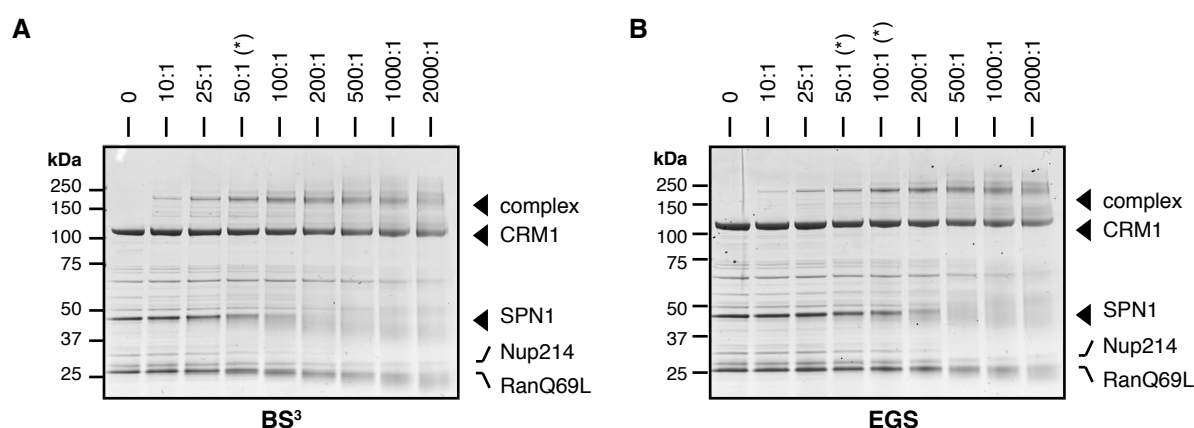 A
0
10:1
25:1
50:1 (*)
100:1
200:1
500:1
1000:1
2000:1
kDa
250
150
100
75
50
37
25
complex
CRM1
SPN1
Nup214
RanQ69L
BS³
B
0
10:1
25:1
50:1 (*)
100:1 (*)
200:1
500:1
1000:1
2000:1
kDa
250
150
100
75
50
37
25
complex
CRM1
SPN1
Nup214
RanQ69L
EGS